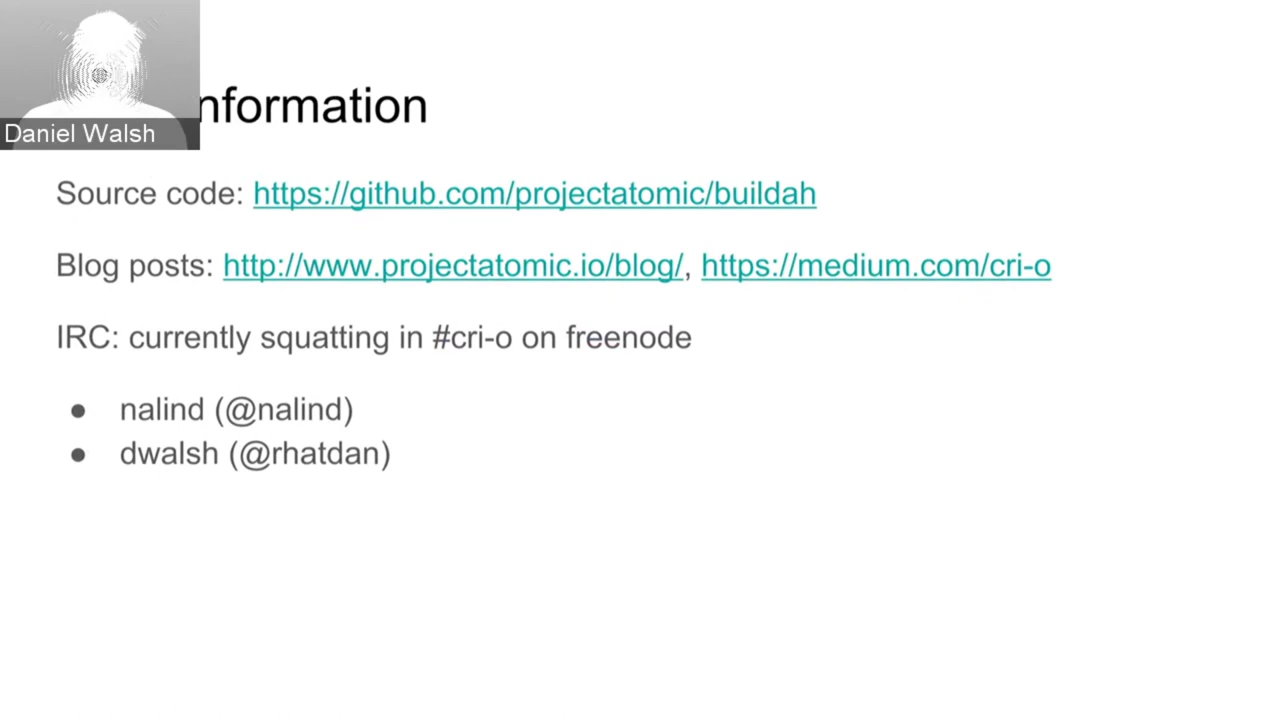 nformation
Daniel Walsh
Source code: https://github.com/projectatomic/buildah
Blog posts: http://www.projectatomic.io/blog/, https://medium.com/cri-o
IRC: currently squatting in #cri-o on freenode
● nalind (@nalind)
● dwalsh (@rhatdan)